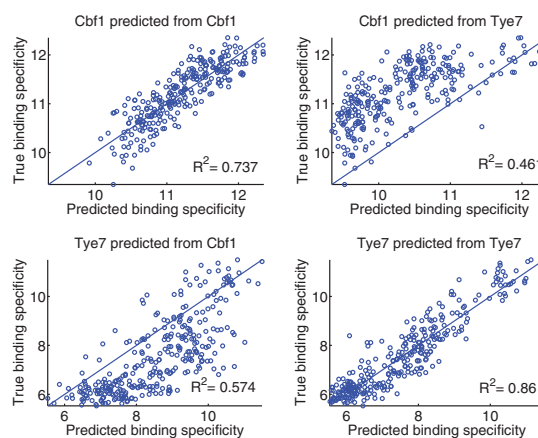 Cbf1 predicted from Cbf1
True binding specificity
12
11
10
10
11
12
R²= 0.737
Predicted binding specificity
Cbf1 predicted from Tye7
True binding specificity
12
11
10
10
11
12
R²= 0.461
Predicted binding specificity
Tye7 predicted from Cbf1
True binding specificity
10
8
6
6
8
10
R²= 0.574
Predicted binding specificity
Tye7 predicted from Tye7
True binding specificity
10
8
6
6
8
10
R²= 0.86
Predicted binding specificity